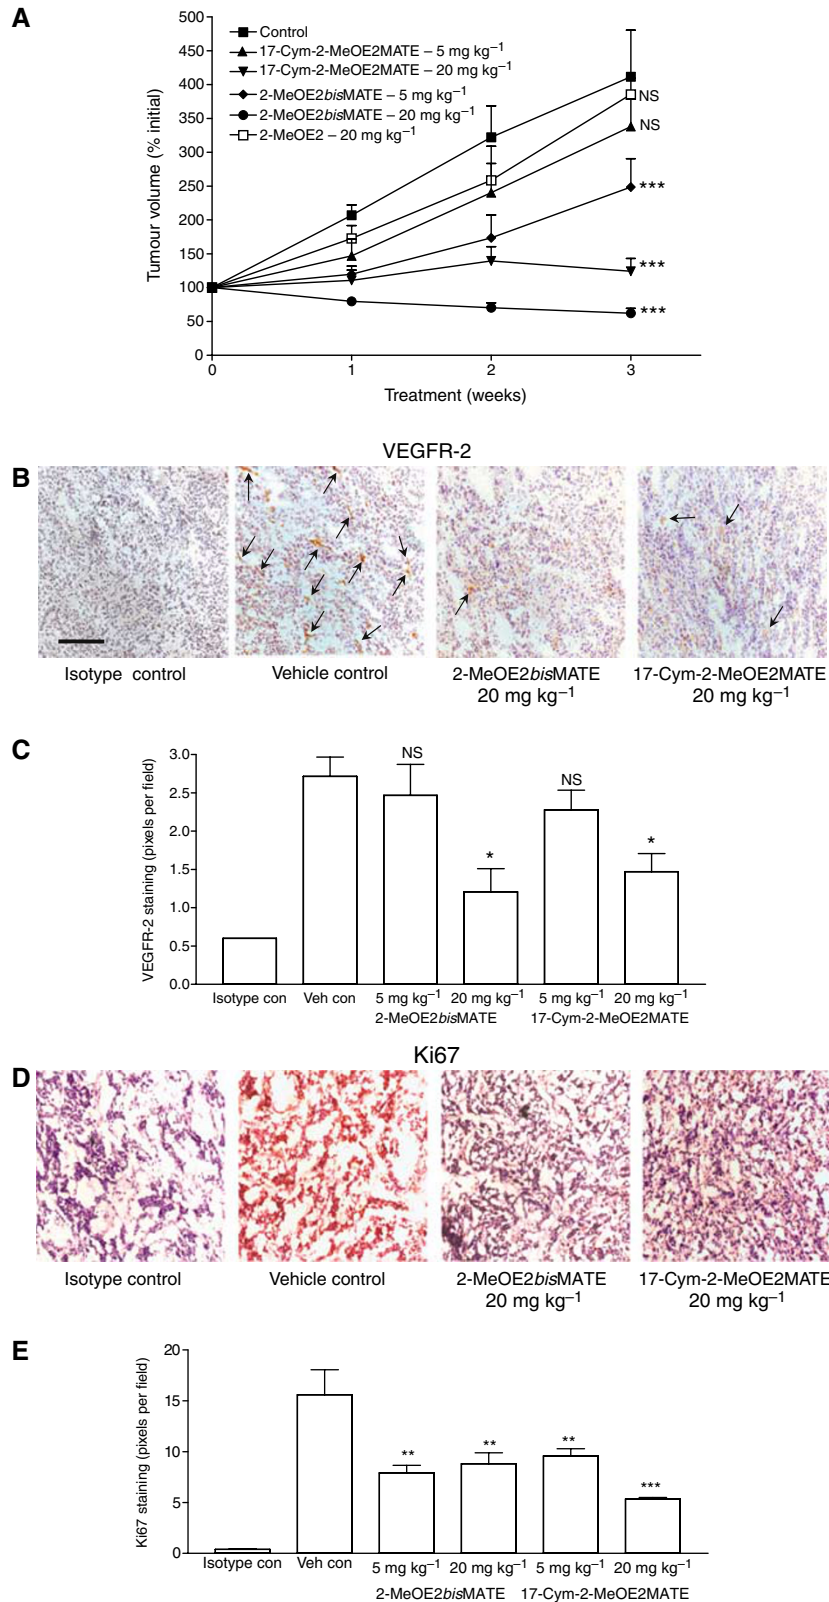 A
500
450
400
350
300
250
200
150
100
50
0
Tumour volume (% initial)
Control
17-Cym-2-MeOE2MATE – 5 mg kg–1
17-Cym-2-MeOE2MATE – 20 mg kg–1
2-MeOE2bisMATE – 5 mg kg–1
2-MeOE2bisMATE – 20 mg kg–1
2-MeOE2 – 20 mg kg–1
NS
NS
***
***
***
0 1 2 3
Treatment (weeks)
VEGFR-2
B
Isotype control
Vehicle control
2-MeOE2bisMATE
20 mg kg–1
17-Cym-2-MeOE2MATE
20 mg kg–1
C
3.0
2.5
2.0
1.5
1.0
0.5
0.0
VEGFR-2 staining (pixels per field)
NS
*
NS
*
Isotype con Veh con 5 mg kg–1 20 mg kg–1 5 mg kg–1 20 mg kg–1
2-MeOE2bisMATE 17-Cym-2-MeOE2MATE
Ki67
D
Isotype control
Vehicle control
2-MeOE2bisMATE
20 mg kg–1
17-Cym-2-MeOE2MATE
20 mg kg–1
E
20
15
10
5
0
Ki67 staining (pixels per field)
**
**
**
***
Isotype con Veh con 5 mg kg–1 20 mg kg–1 5 mg kg–1 20 mg kg–1
2-MeOE2bisMATE 17-Cym-2-MeOE2MATE